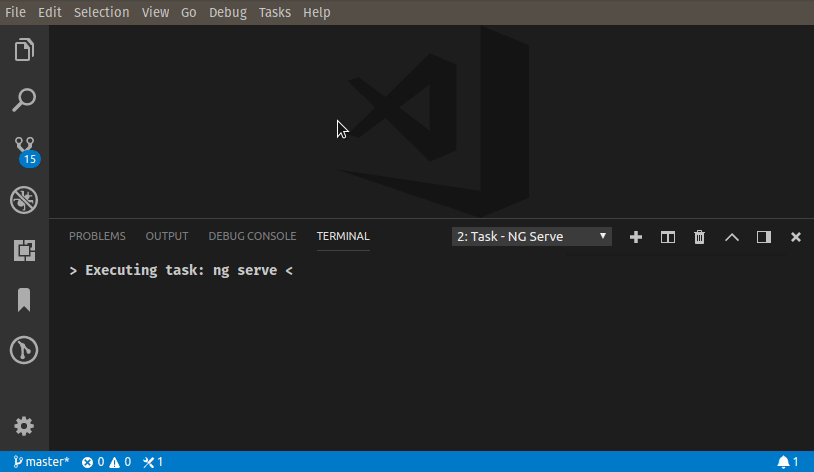 File Edit Selection View Go Debug Tasks Help
15
PROBLEMS OUTPUT DEBUG CONSOLE TERMINAL 2: Task - NG Serve
> Executing task: ng serve <
master* 0 0 1 1